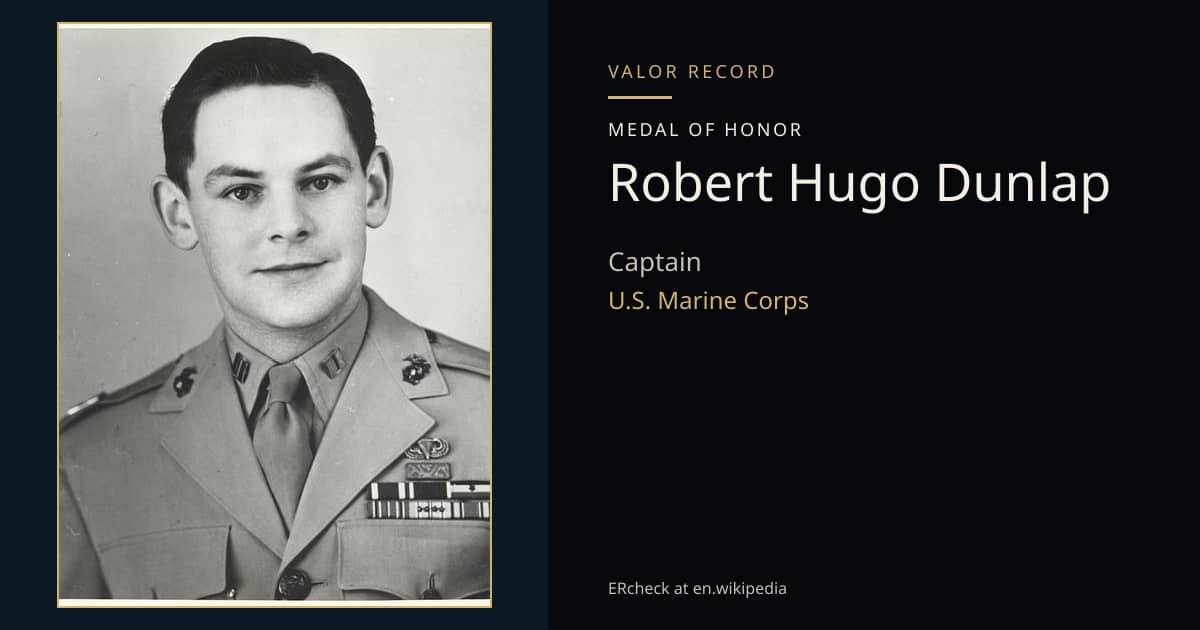 VALOR RECORD
MEDAL OF HONOR
Robert Hugo Dunlap
Captain
U.S. Marine Corps
ERcheck at en.wikipedia